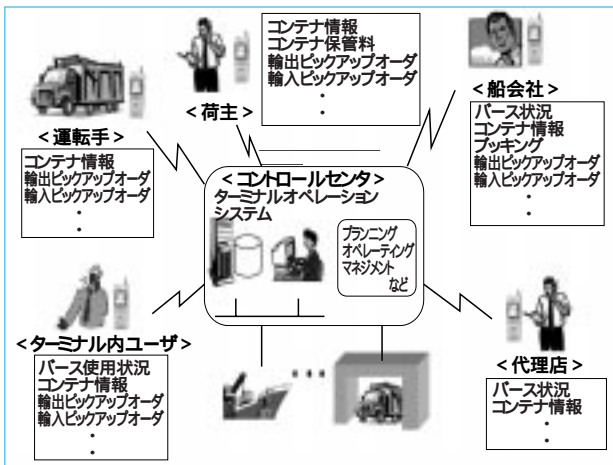 コンテナ情報
コンテナ保管料
輸出ピックアップオーダ
輸入ピックアップオーダ
・
・
<荷主>
<船会社>
バース状況
コンテナ情報
ブッキング
輸出ピックアップオーダ
輸入ピックアップオーダ
・
・
<運転手>
コンテナ情報
輸出ピックアップオーダ
輸入ピックアップオーダ
・
・
<コントロールセンタ>
ターミナルオペレーション
システム
プランニング
オペレーティング
マネジメント
など
<ターミナル内ユーザ>
バース使用状況
コンテナ情報
輸出ピックアップオーダ
輸入ピックアップオーダ
・
・
・・・
<代理店>
バース状況
コンテナ情報
・
・